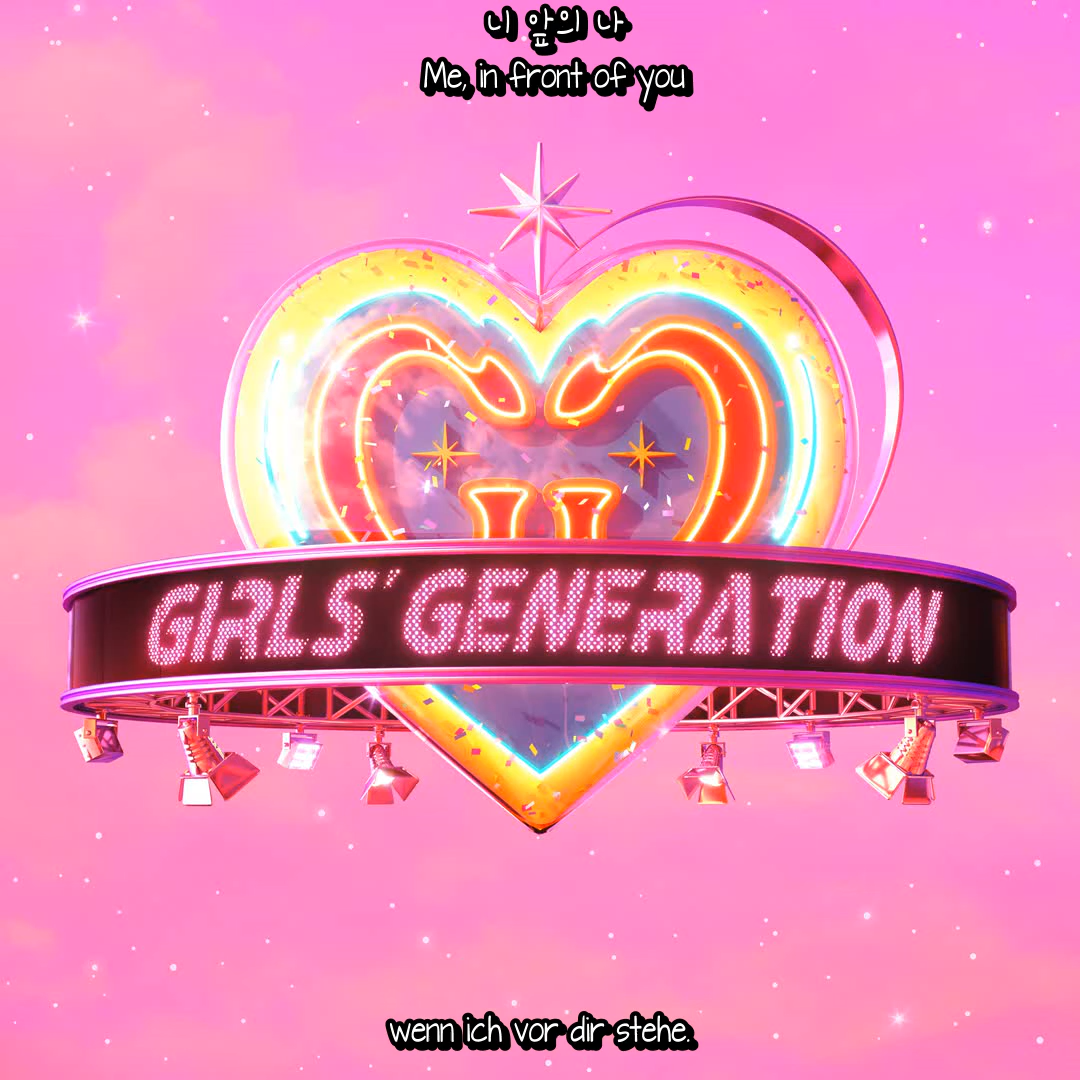 니 앞의 나
Me, in front of you
GIRLS' GENERATION
wenn ich vor dir stehe.